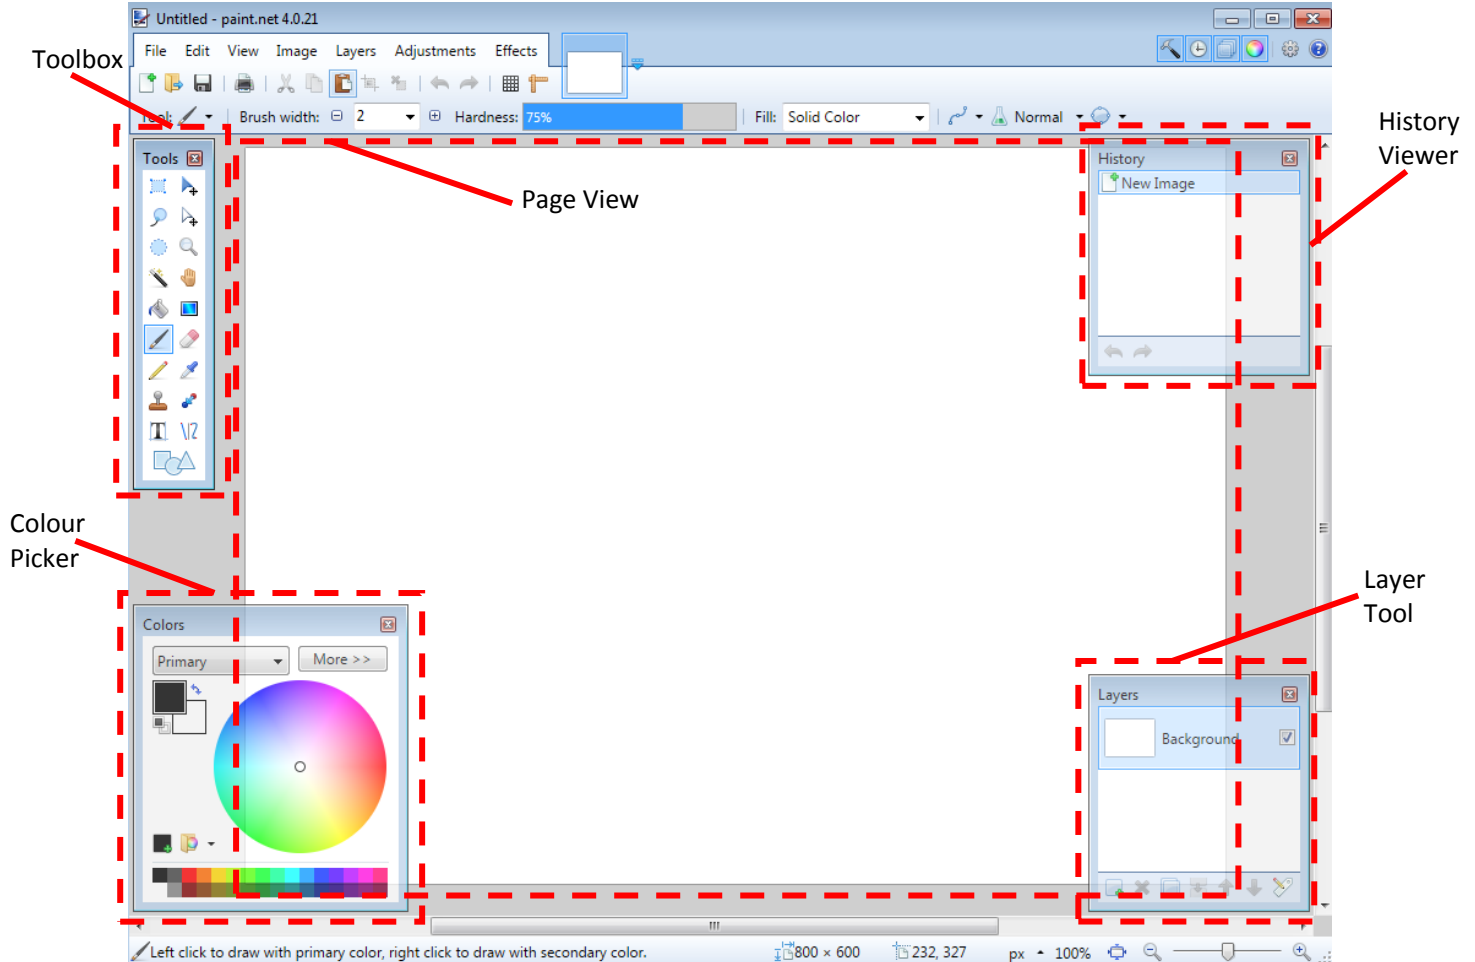 Untitled - paint.net 4.0.21
File Edit View Image Layers Adjustments Effects
Toolbox
Tool: Brush width: 2 Hardness: 75% Fill: Solid Color Normal
History
Viewer
Tools
History
New Image
Page View
Colour
Picker
Layer
Tool
Colors
Primary More >>
Layers
Background
Left click to draw with primary color, right click to draw with secondary color. 800 × 600 232, 327 px 100%